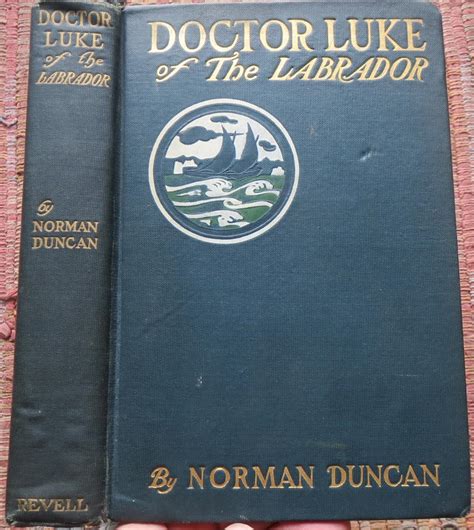 DOCTOR
LUKE
of the
LABRADOR
by
NORMAN
DUNCAN
REVELL
DOCTOR LUKE
of The LABRADOR
By NORMAN DUNCAN